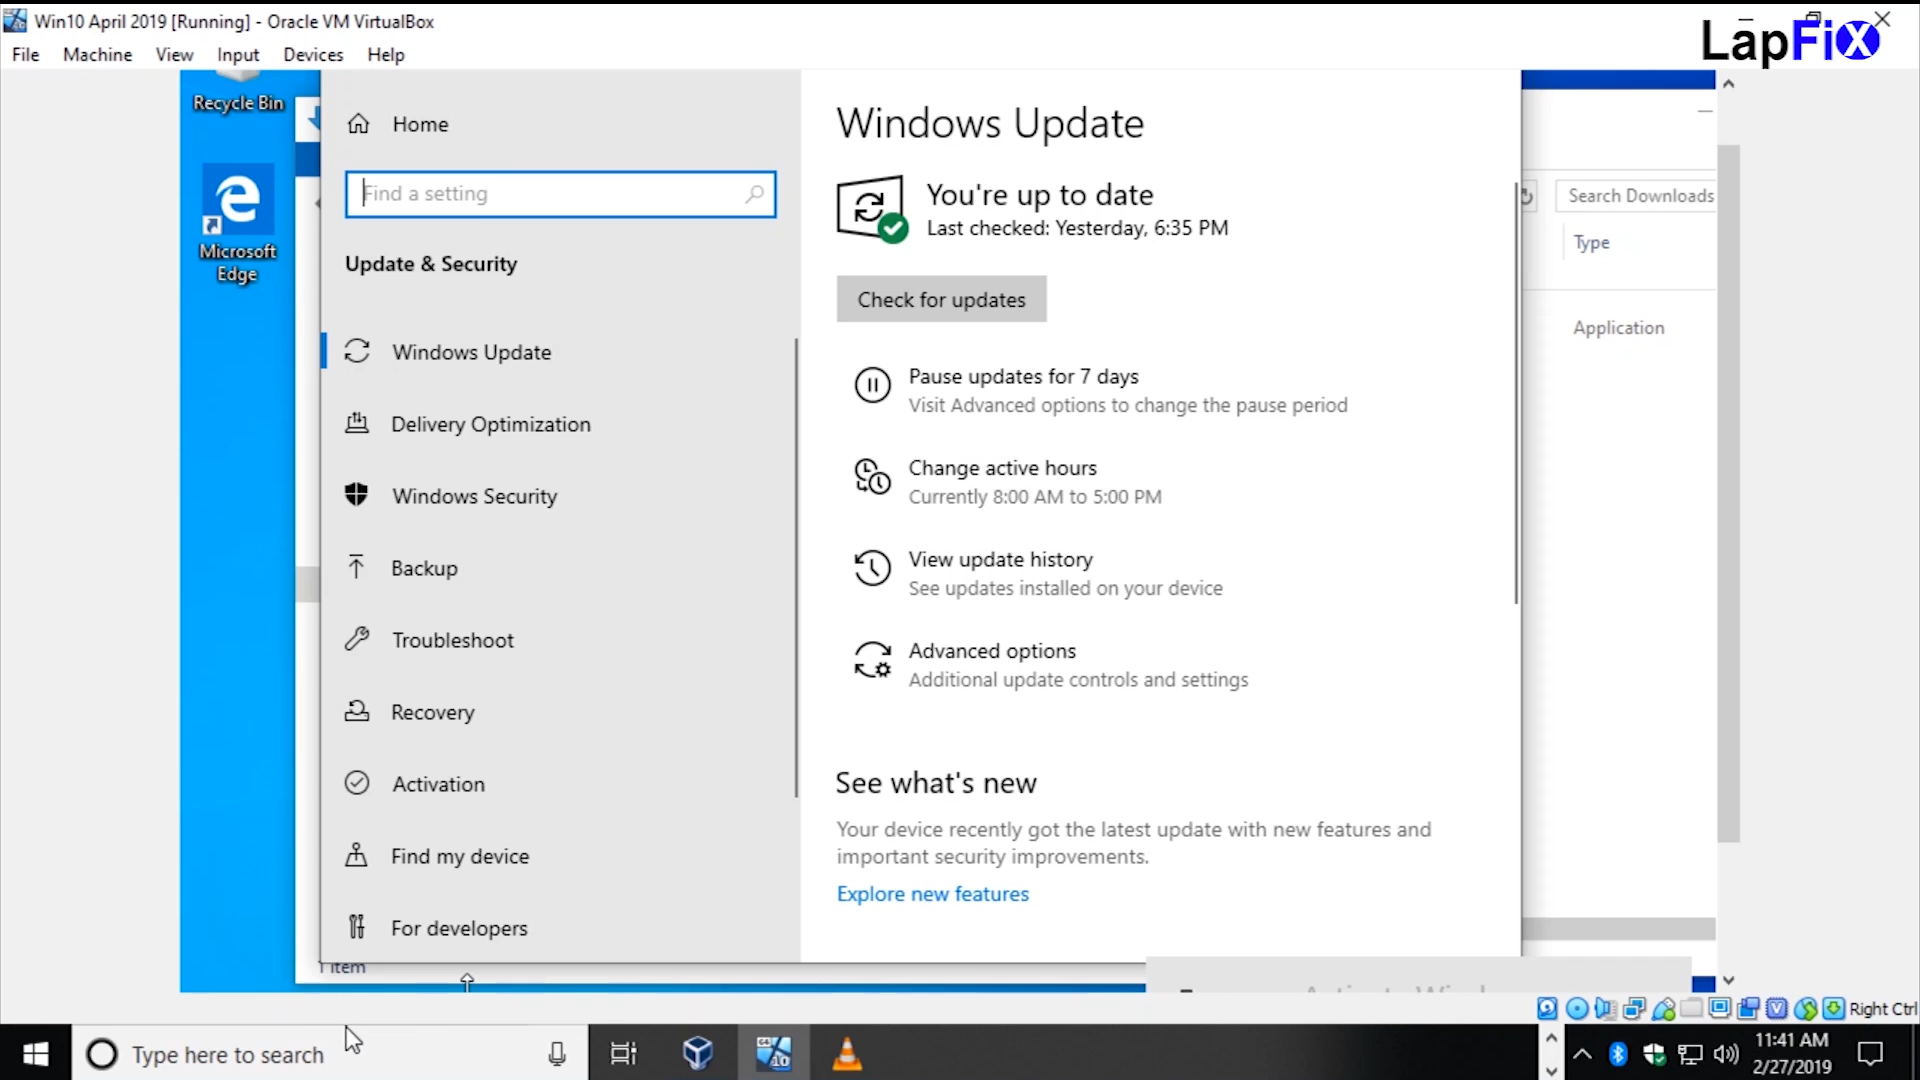 Win10 April 2019 [Running] - Oracle VM VirtualBox
File Machine View Input Devices Help
LapFiX
Recycle Bin
Microsoft
Edge
Home
Find a setting
Update & Security
Windows Update
Delivery Optimization
Windows Security
Backup
Troubleshoot
Recovery
Activation
Find my device
For developers
Windows Update
You're up to date
Last checked: Yesterday, 6:35 PM
Check for updates
Pause updates for 7 days
Visit Advanced options to change the pause period
Change active hours
Currently 8:00 AM to 5:00 PM
View update history
See updates installed on your device
Advanced options
Additional update controls and settings
See what's new
Your device recently got the latest update with new features and
important security improvements.
Explore new features
Search Downloads
Type
Application
1 item
Right Ctrl
Type here to search
64
10
11:41 AM
2/27/2019